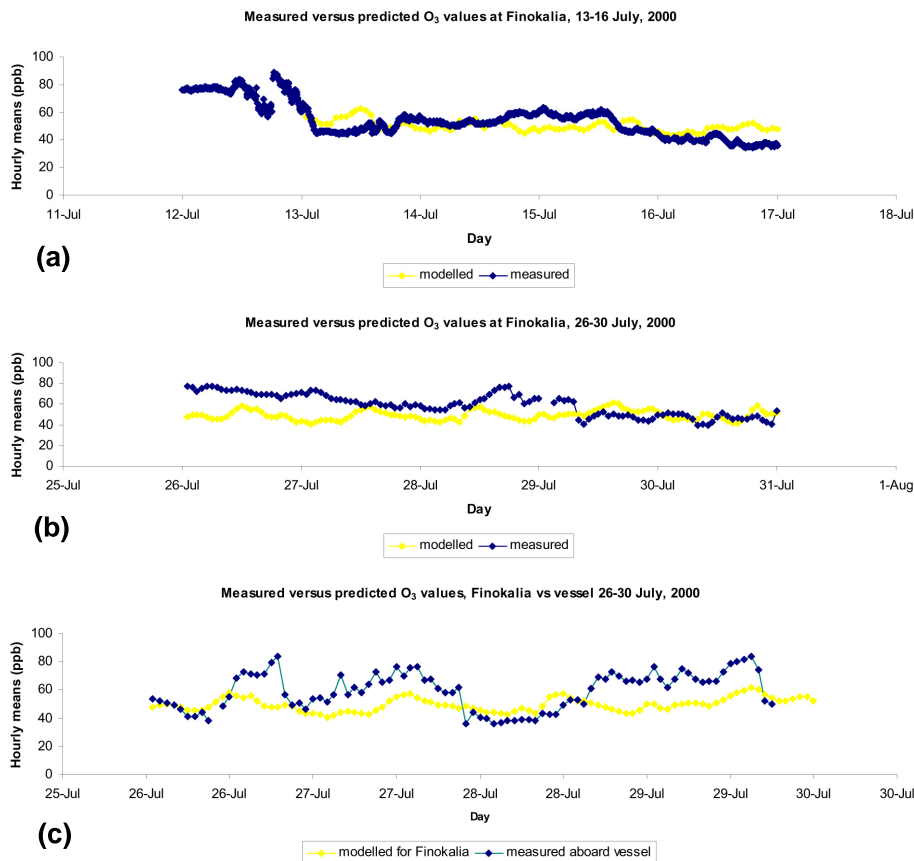 Measured versus predicted O₃ values at Finokalia, 13-16 July, 2000
Hourly means (ppb)
100
80
60
40
20
0
11-Jul 12-Jul 13-Jul 14-Jul 15-Jul 16-Jul 17-Jul 18-Jul
Day
(a)
modelled measured
Measured versus predicted O₃ values at Finokalia, 26-30 July, 2000
Hourly means (ppb)
100
80
60
40
20
0
25-Jul 26-Jul 27-Jul 28-Jul 29-Jul 30-Jul 31-Jul 1-Aug
Day
(b)
modelled measured
Measured versus predicted O₃ values, Finokalia vs vessel 26-30 July, 2000
Hourly means (ppb)
100
80
60
40
20
0
25-Jul 26-Jul 26-Jul 27-Jul 27-Jul 28-Jul 28-Jul 29-Jul 29-Jul 30-Jul 30-Jul
Day
(c)
modelled for Finokalia measured aboard vessel